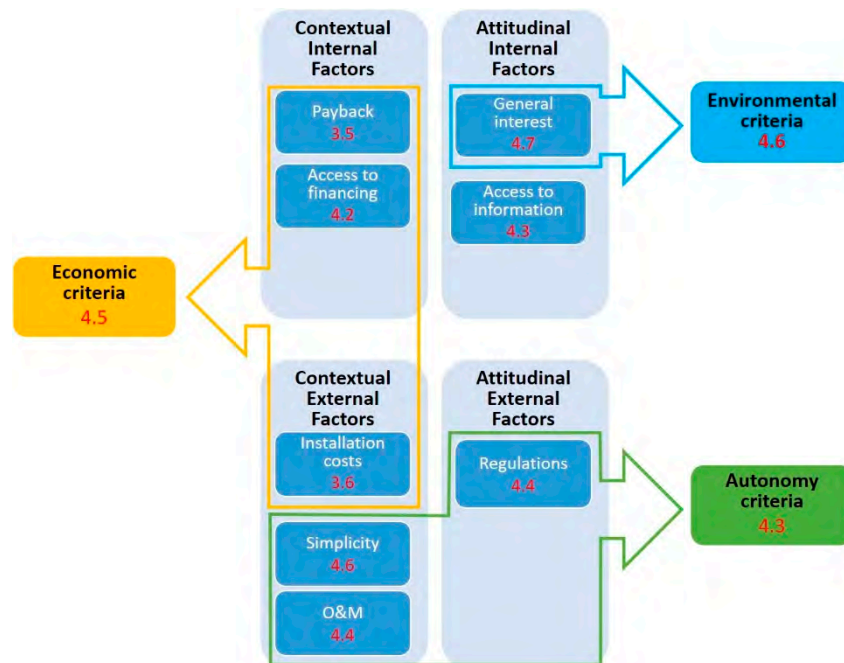 Contextual
Internal
Factors
Attitudinal
Internal
Factors
Payback
3.5
General
interest
4.7
Environmental
criteria
4.6
Access to
financing
4.2
Access to
information
4.3
Economic
criteria
4.5
Contextual
External
Factors
Attitudinal
External
Factors
Installation
costs
3.6
Regulations
4.4
Autonomy
criteria
4.3
Simplicity
4.6
O&M
4.4